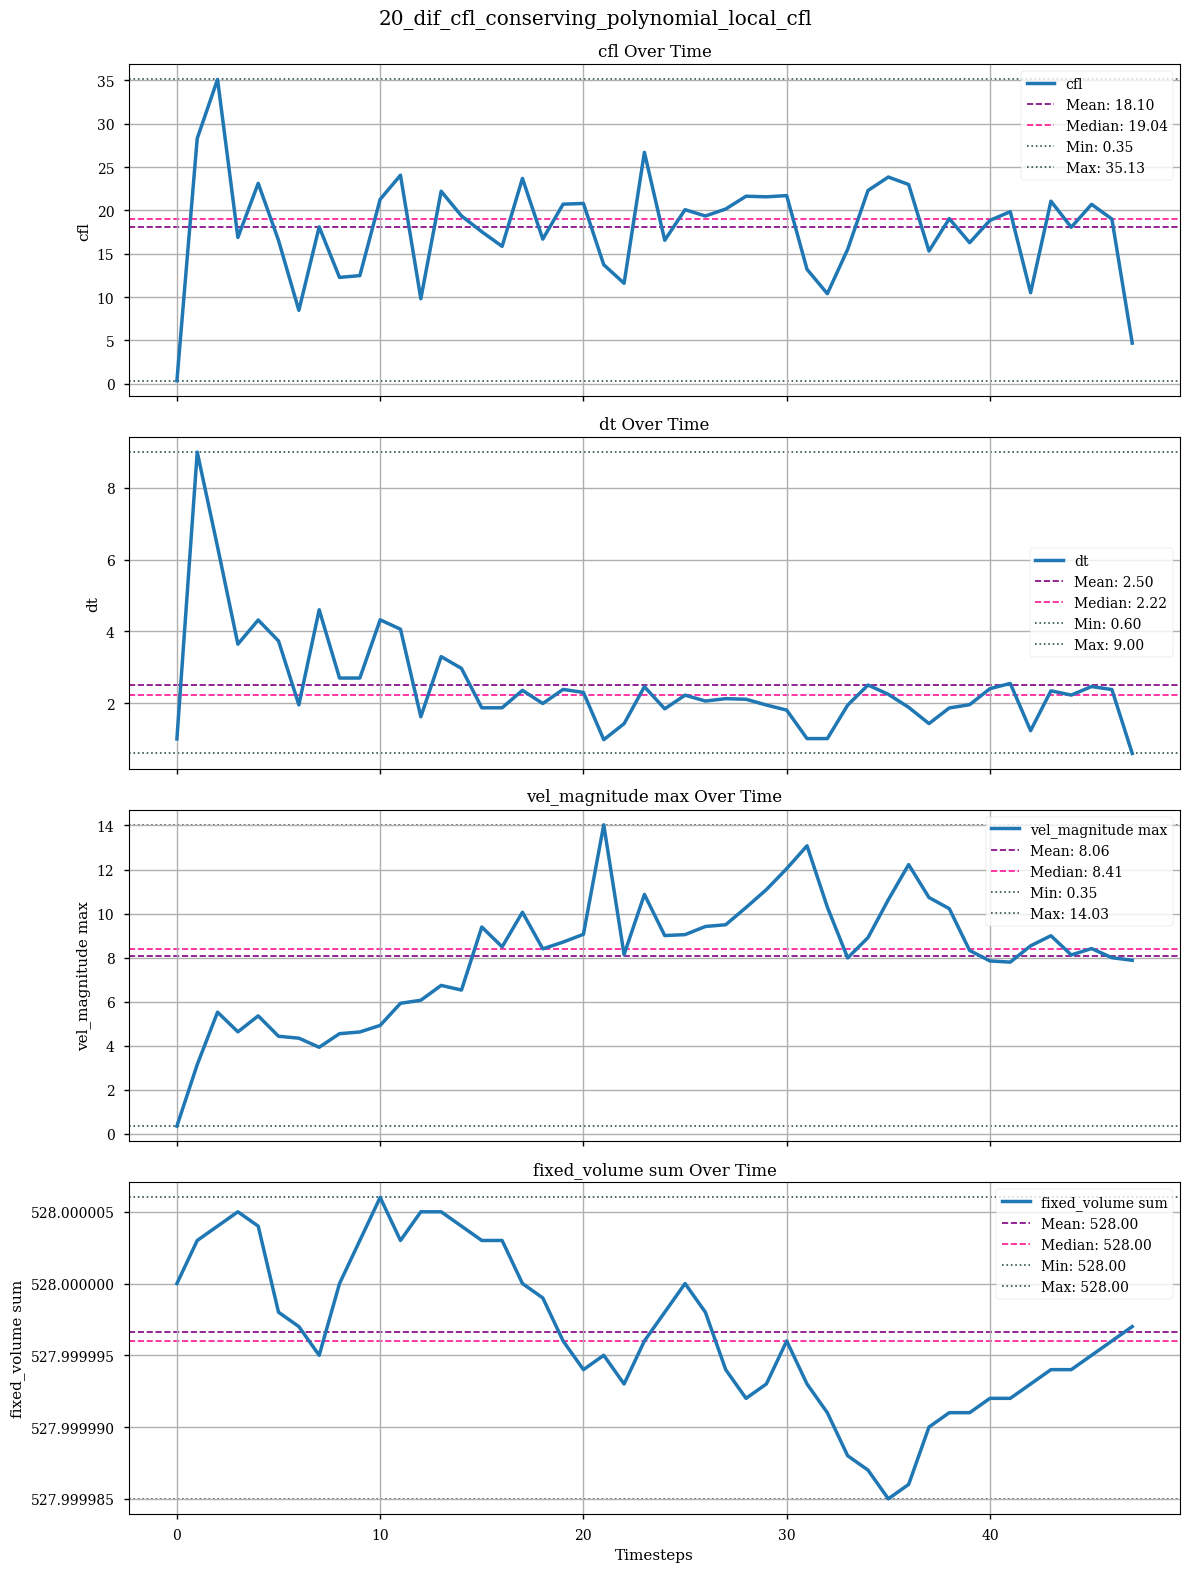 20_dif_cfl_conserving_polynomial_local_cfl
cfl Over Time
cfl
35
30
25
20
15
10
5
0
cfl
Mean: 18.10
Median: 19.04
Min: 0.35
Max: 35.13
dt Over Time
dt
8
6
4
2
dt
Mean: 2.50
Median: 2.22
Min: 0.60
Max: 9.00
vel_magnitude max Over Time
vel_magnitude max
14
12
10
8
6
4
2
0
vel_magnitude max
Mean: 8.06
Median: 8.41
Min: 0.35
Max: 14.03
fixed_volume sum Over Time
fixed_volume sum
528.000005
528.000000
527.999995
527.999990
527.999985
fixed_volume sum
Mean: 528.00
Median: 528.00
Min: 528.00
Max: 528.00
0 10 20 30 40
Timesteps